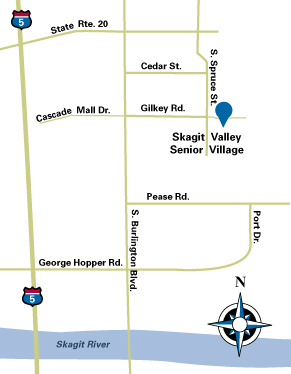 5
State Rte. 20
S. Spruce St.
Cedar St.
Gilkey Rd.
Cascade Mall Dr.
Skagit Valley
Senior Village
Pease Rd.
S. Burlington Blvd.
Port Dr.
George Hopper Rd.
N
5
Skagit River